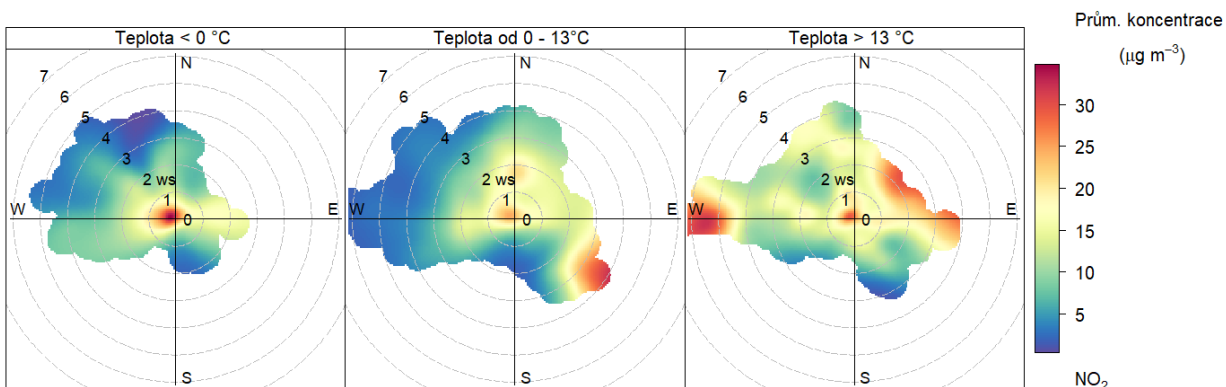 Teplota < 0 °C
7
6
5
4
3
2 ws
1
0
N
W
E
S
Teplota od 0 - 13°C
7
6
5
4
3
2 ws
1
0
N
W
E
S
Teplota > 13 °C
7
6
5
4
3
2 ws
1
0
N
W
E
S
Prům. koncentrace
(μg m⁻³)
30
25
20
15
10
5
NO₂